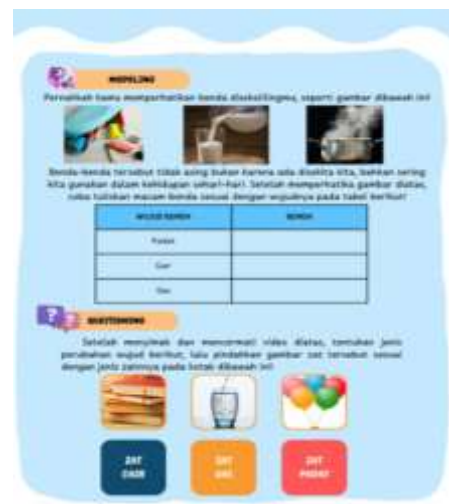 MODELING
Pernahkah kamu memperhatikan benda disekelilingmu, seperti gambar dibawah ini
Benda-benda tersebut tidak asing bukan karena ada disekita kita, bahkan sering
kita gunakan dalam kehidupan sehari-hari. Setelah memperhatika gambar diatas,
coba tuliskan macam benda sesuai dengan wujudnya pada tabel berikut!
WUJUD BENDA BENDA
Padat
Cair
Gas
QUESTIONING
Setelah menyimak dan mencermati video diatas, tentukan jenis
perubahan wujud berikut, lalu pindahkan gambar zat tersebut sesuai
dengan jenis zatnya pada kotak dibawah ini!
ZAT
CAIR
ZAT
GAS
ZAT
PADAT